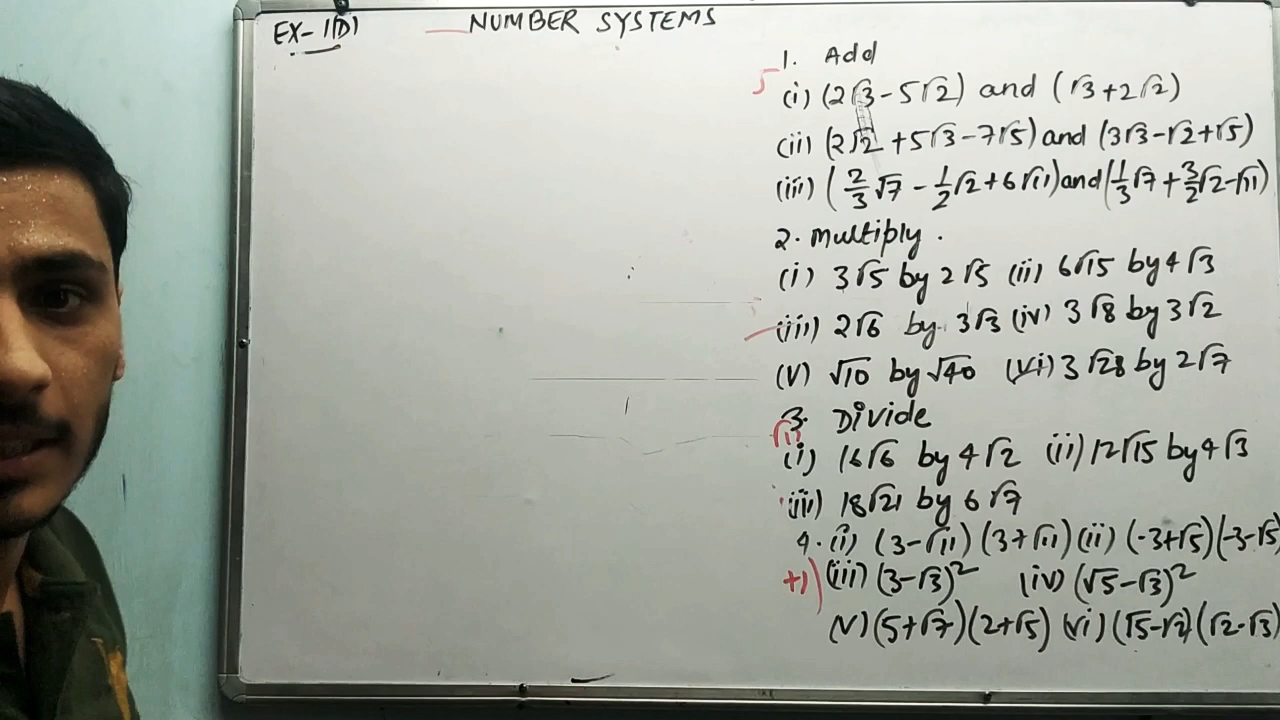 EX-1(D)
NUMBER SYSTEMS
1. Add
(i) (2√3 - 5√2) and (√3 + 2√2)
(ii) (2√2 + 5√3 - 7√5) and (3√3 - √2 + √5)
(iii) (2/3 √7 - 1/2 √2 + 6√11) and (1/3 √7 + 3/2 √2 - √11)
2. Multiply.
(i) 3√5 by 2√5 (ii) 6√15 by 4√3
(iii) 2√6 by 3√3 (iv) 3√8 by 3√2
(v) √10 by √40 (vi) 3√28 by 2√7
3. Divide
(i) 16√6 by 4√2 (ii) 12√15 by 4√3
(iii) 18√21 by 6√7
4. (i) (3-√11) (3+√11) (ii) (-3+√5) (-3-√5)
(iii) (3-√3)² (iv) (√5-√3)²
(v) (5+√7) (2+√5) (vi) (√5-√2) (√2-√3)